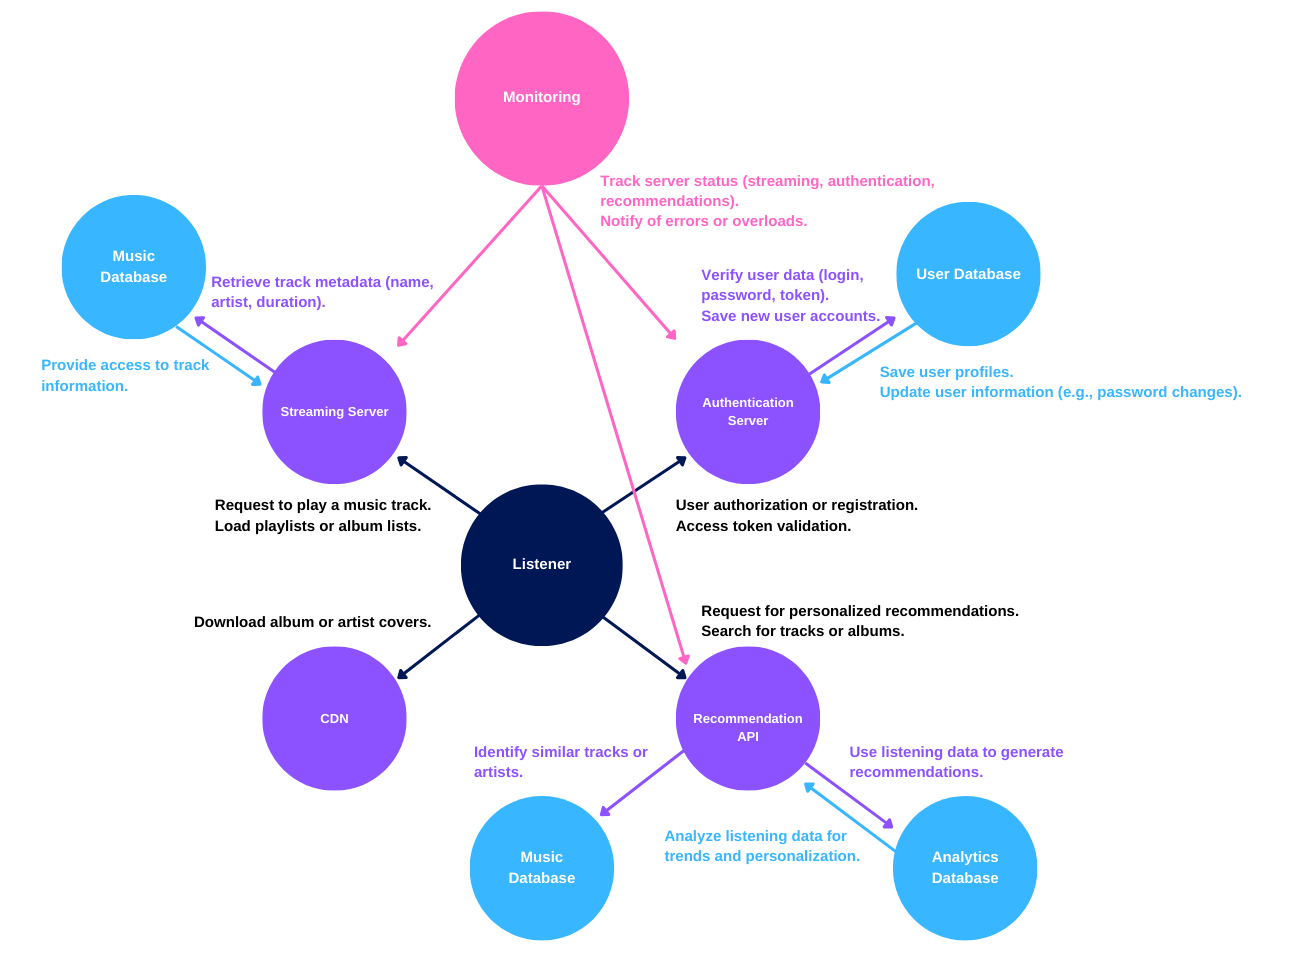 Monitoring
Track server status (streaming, authentication,
recommendations).
Notify of errors or overloads.
Music
Database
User Database
Retrieve track metadata (name,
artist, duration).
Verify user data (login,
password, token).
Save new user accounts.
Provide access to track
information.
Save user profiles.
Update user information (e.g., password changes).
Streaming Server
Authentication
Server
Request to play a music track.
Load playlists or album lists.
User authorization or registration.
Access token validation.
Listener
Download album or artist covers.
Request for personalized recommendations.
Search for tracks or albums.
CDN
Recommendation
API
Identify similar tracks or
artists.
Use listening data to generate
recommendations.
Analyze listening data for
trends and personalization.
Music
Database
Analytics
Database